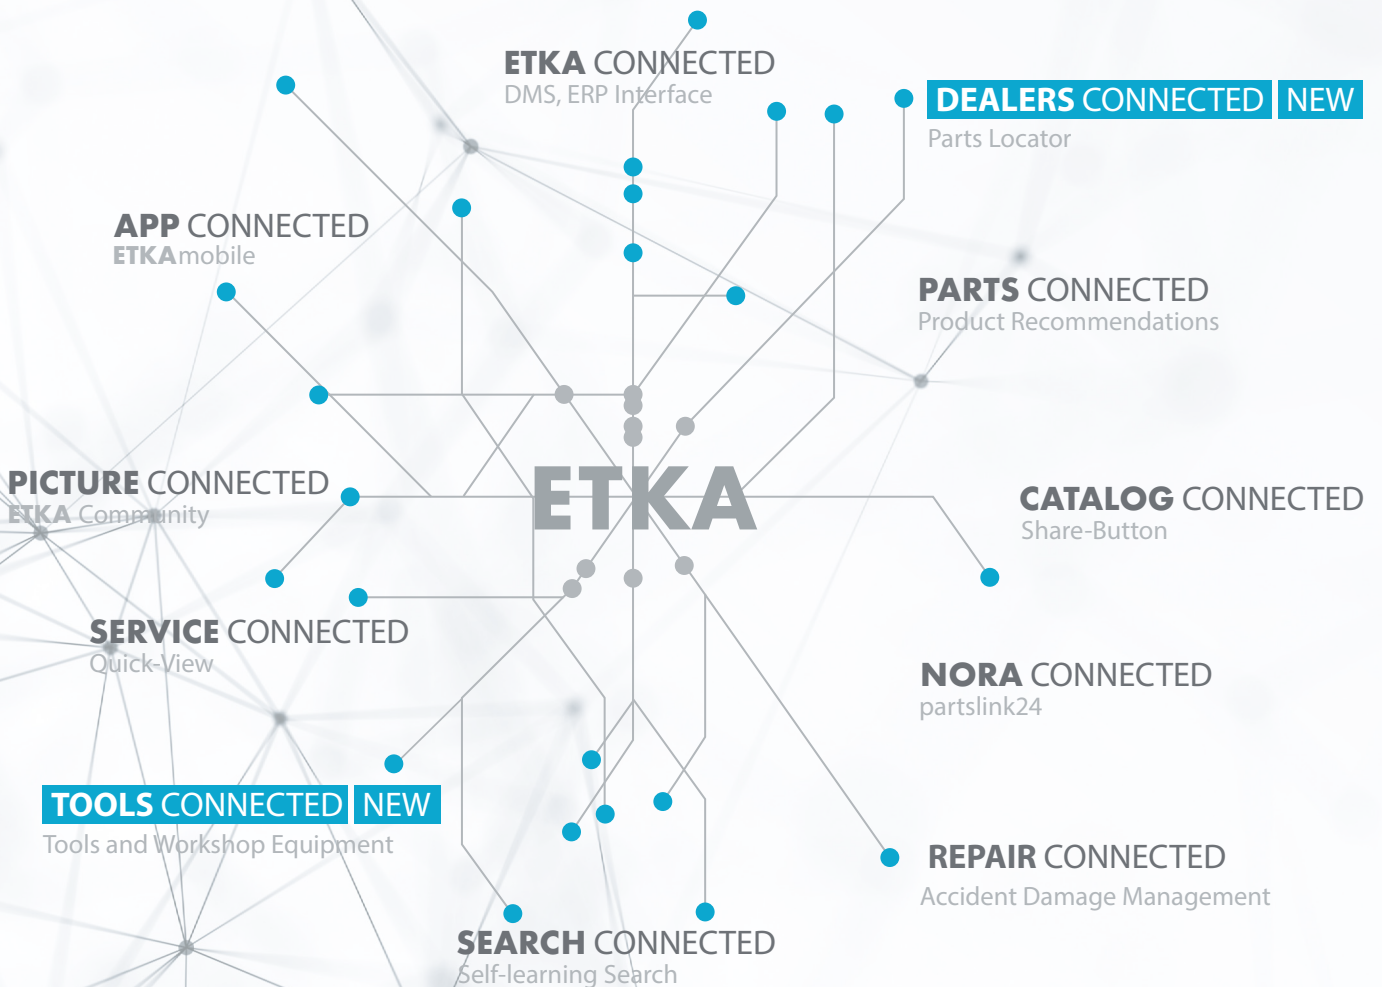 ETKA CONNECTED
DMS, ERP Interface
DEALERS CONNECTED NEW
Parts Locator
APP CONNECTED
ETKAmobile
PARTS CONNECTED
Product Recommendations
PICTURE CONNECTED
ETKA Community
ETKA
CATALOG CONNECTED
Share-Button
SERVICE CONNECTED
Quick-View
NORA CONNECTED
partslink24
TOOLS CONNECTED NEW
Tools and Workshop Equipment
REPAIR CONNECTED
Accident Damage Management
SEARCH CONNECTED
Self-learning Search